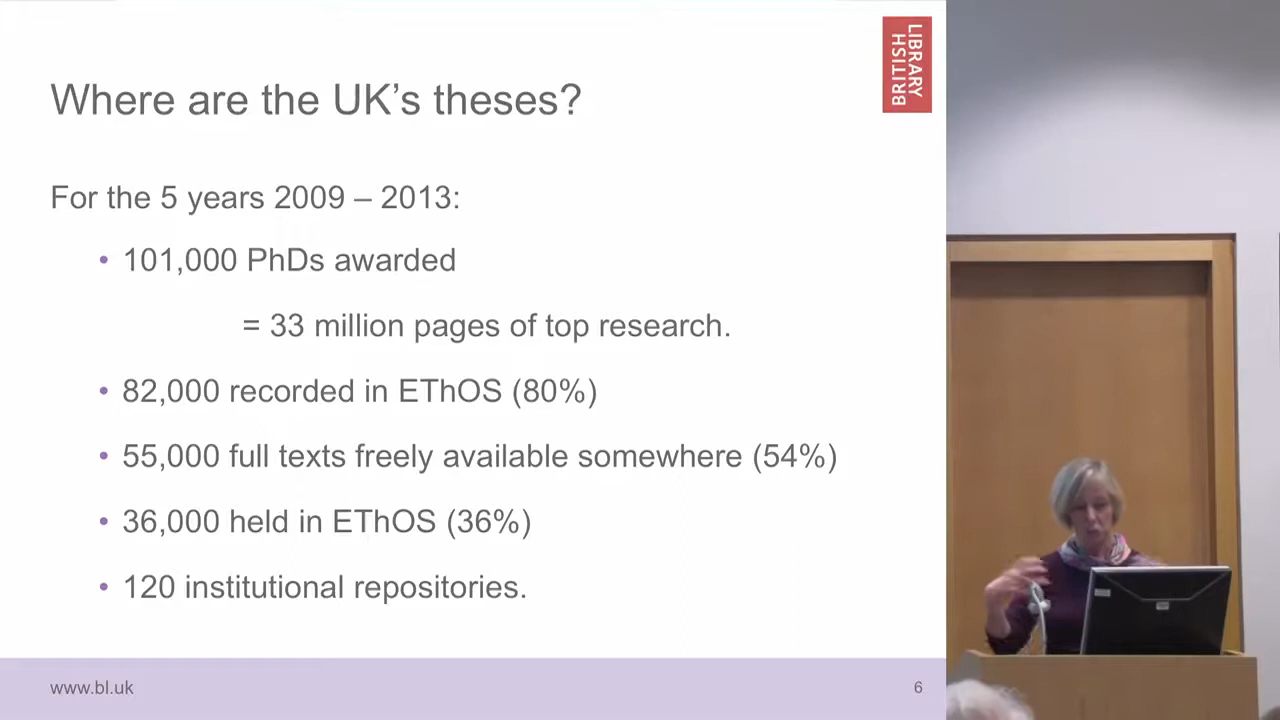 LIBRARY
BRITISH
Where are the UK's theses?
For the 5 years 2009 – 2013:
• 101,000 PhDs awarded
= 33 million pages of top research.
• 82,000 recorded in EThOS (80%)
• 55,000 full texts freely available somewhere (54%)
• 36,000 held in EThOS (36%)
• 120 institutional repositories.
www.bl.uk
6